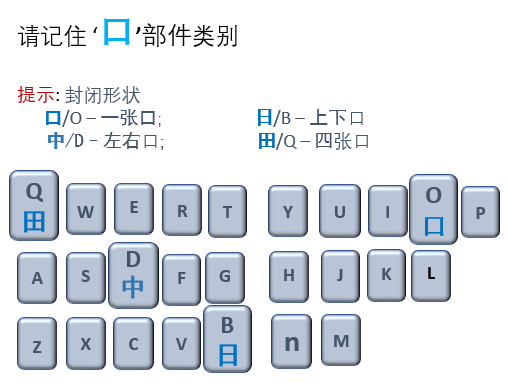 请记住 ‘口’部件类别
提示: 封闭形状
口/O – 一张口; 日/B – 上下口
中/D – 左右口; 田/Q – 四张口
Q W E R T Y U I O P
田 口
A S D F G H J K L
中
Z X C V B n M
日